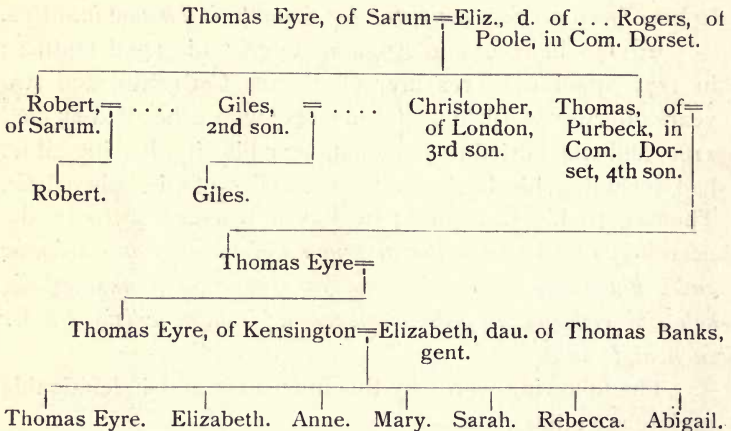 Thomas Eyre, of Sarum=Eliz., d. of . . . Rogers, of
Poole, in Com. Dorset.
Robert,= . . . . Giles, = . . . . Christopher, Thomas, of=
of Sarum. 2nd son. of London, Purbeck, in
3rd son. Com. Dor-
set, 4th son.
Robert. Giles.
Thomas Eyre=
Thomas Eyre, of Kensington=Elizabeth, dau. of Thomas Banks,
gent.
Thomas Eyre. Elizabeth. Anne. Mary. Sarah. Rebecca. Abigail.